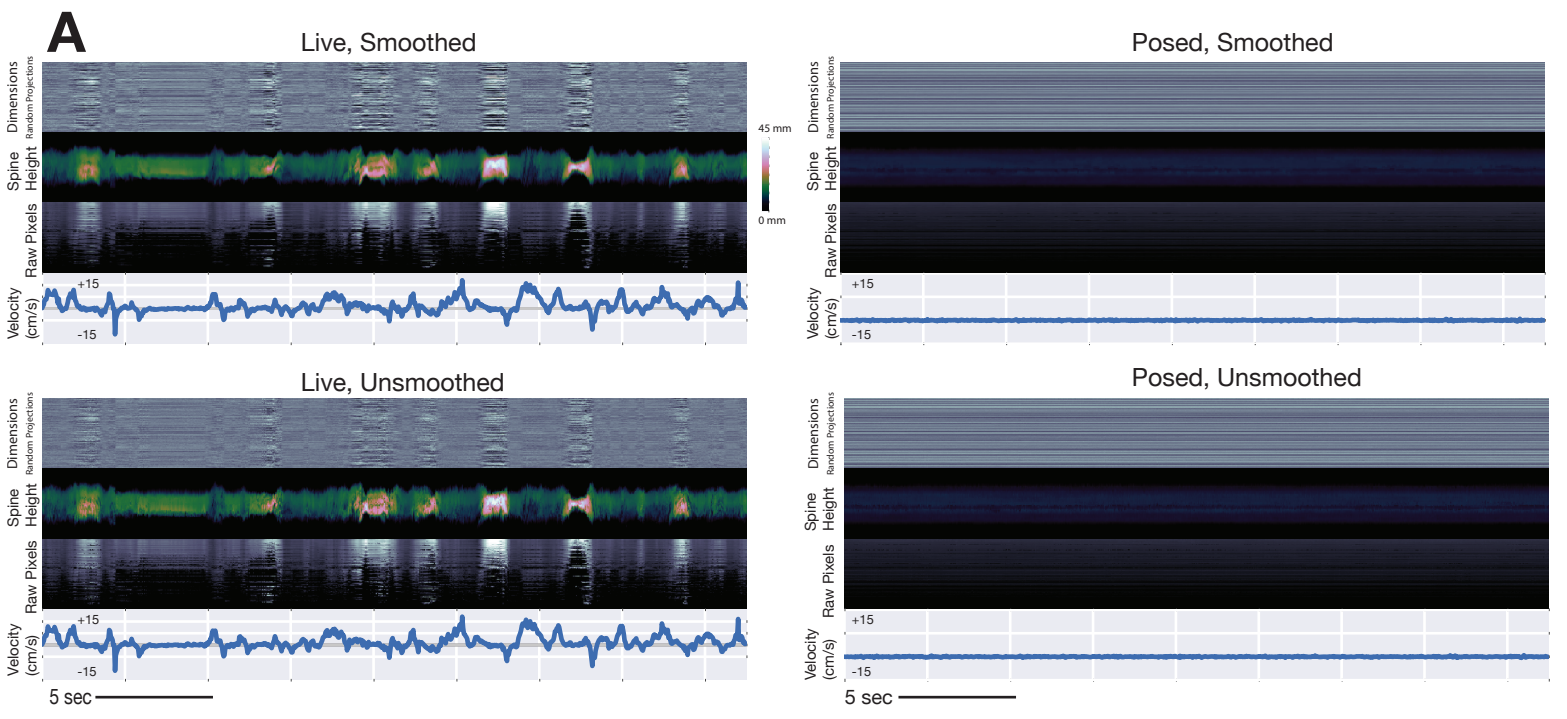 A
Live, Smoothed
Dimensions
Random Projections
Spine
Height
Raw Pixels
Velocity
(cm/s)
+15
-15
45 mm
0 mm
Posed, Smoothed
Dimensions
Random Projections
Spine
Height
Raw Pixels
Velocity
(cm/s)
+15
-15
Live, Unsmoothed
Dimensions
Random Projections
Spine
Height
Raw Pixels
Velocity
(cm/s)
+15
-15
5 sec
Posed, Unsmoothed
Dimensions
Random Projections
Spine
Height
Raw Pixels
Velocity
(cm/s)
+15
-15
5 sec